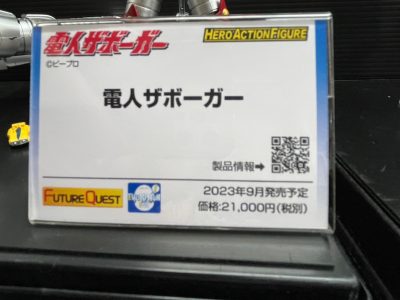 電人ザボーガー
HERO ACTION FIGURE
©ピープロ
電人ザボーガー
製品情報→
FUTURE QUEST
2023年9月発売予定
価格:21,000円(税別)